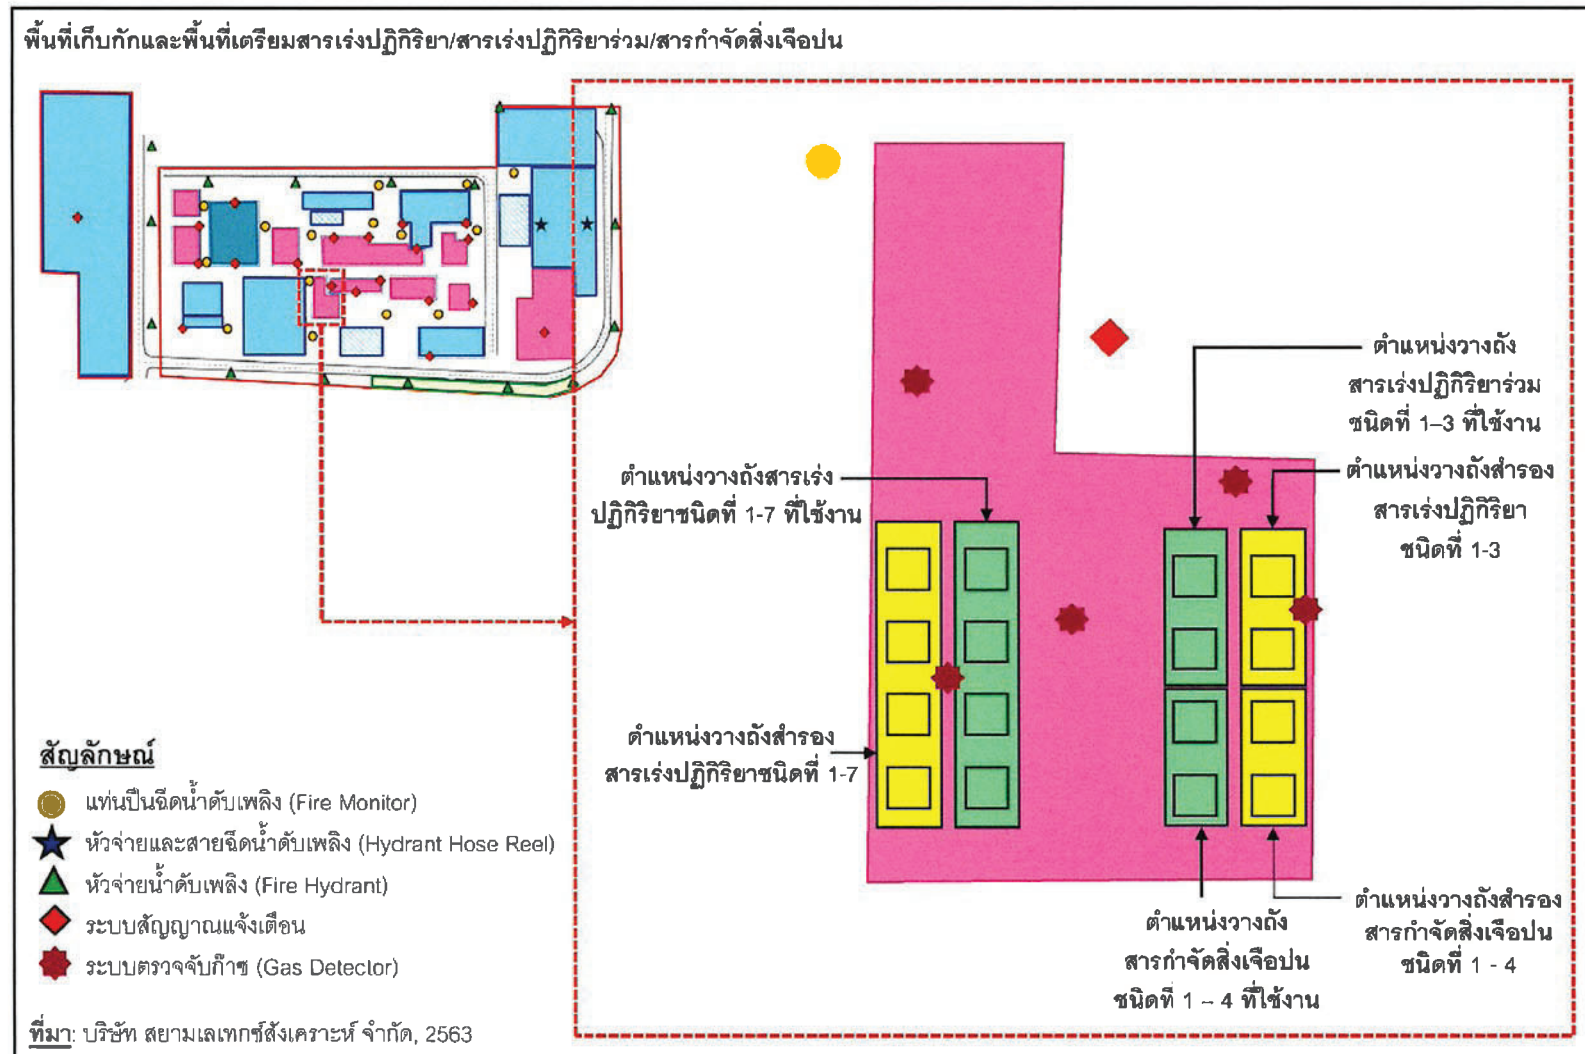 พื้นที่เก็บกักและพื้นที่เตรียมสารเร่งปฏิกิริยา/สารเร่งปฏิกิริยาร่วม/สารกำจัดสิ่งเจือปน
ตำแหน่งวางถัง
สารเร่งปฏิกิริยาร่วม
ชนิดที่ 1–3 ที่ใช้งาน
ตำแหน่งวางถังสารเร่ง
ปฏิกิริยาชนิดที่ 1-7 ที่ใช้งาน
ตำแหน่งวางถังสำรอง
สารเร่งปฏิกิริยา
ชนิดที่ 1-3
ตำแหน่งวางถังสำรอง
สารเร่งปฏิกิริยาชนิดที่ 1-7
ตำแหน่งวางถัง
สารกำจัดสิ่งเจือปน
ชนิดที่ 1 – 4 ที่ใช้งาน
ตำแหน่งวางถังสำรอง
สารกำจัดสิ่งเจือปน
ชนิดที่ 1 - 4
สัญลักษณ์
แท่นปืนฉีดน้ำดับเพลิง (Fire Monitor)
หัวจ่ายและสายฉีดน้ำดับเพลิง (Hydrant Hose Reel)
หัวจ่ายน้ำดับเพลิง (Fire Hydrant)
ระบบสัญญาณแจ้งเตือน
ระบบตรวจจับก๊าซ (Gas Detector)
ที่มา: บริษัท สยามเลเทกซ์สังเคราะห์ จำกัด, 2563